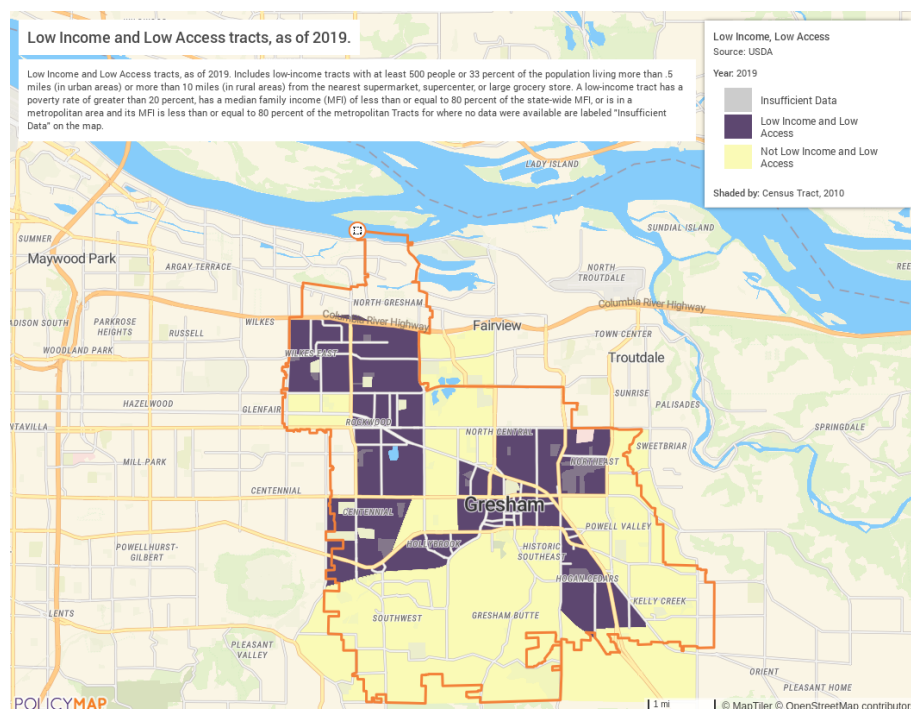 Low Income and Low Access tracts, as of 2019.
Low Income and Low Access tracts, as of 2019. Includes low-income tracts with at least 500 people or 33 percent of the population living more than .5
miles (in urban areas) or more than 10 miles (in rural areas) from the nearest supermarket, supercenter, or large grocery store. A low-income tract has a
poverty rate of greater than 20 percent, has a median family income (MFI) of less than or equal to 80 percent of the state-wide MFI, or is in a
metropolitan area and its MFI is less than or equal to 80 percent of the metropolitan Tracts for where no data were available are labeled "Insufficient
Data" on the map.
Low Income, Low Access
Source: USDA
Year: 2019
Insufficient Data
Low Income and Low
Access
Not Low Income and Low
Access
Shaded by: Census Tract, 2010
LADY ISLAND
SUNDIAL ISLAND
SUMNER
Maywood Park
ARGAY TERRACE
NORTH
TROUTDALE
REE
NORTH GRESHAM
Columbia River Highway
Columbia River Highway
ADISON SOUTH
PARKROSE
HEIGHTS
RUSSELL
WILKES
Fairview
TOWN CENTER
WOODLAND PARK
WILKES EAST
Troutdale
SUNRISE
PALISADES
HAZELWOOD
GLENFAIR
NTAVILLA
ROCKWOOD
NORTH CENTRAL
SWEETBRIAR
SPRINGDALE
MILL PARK
NORTHEAST
CENTENNIAL
Gresham
CENTENNIAL
POWELL VALLEY
POWELLHURST-
GILBERT
HOLLYBROOK
HISTORIC
SOUTHEAST
HOGAN CEDARS
LENTS
SOUTHWEST
GRESHAM BUTTE
KELLY CREEK
PLEASANT
VALLEY
ORIENT
PLEASANT HOME
POLICYMAP
1 mi
© MapTiler © OpenStreetMap contributor